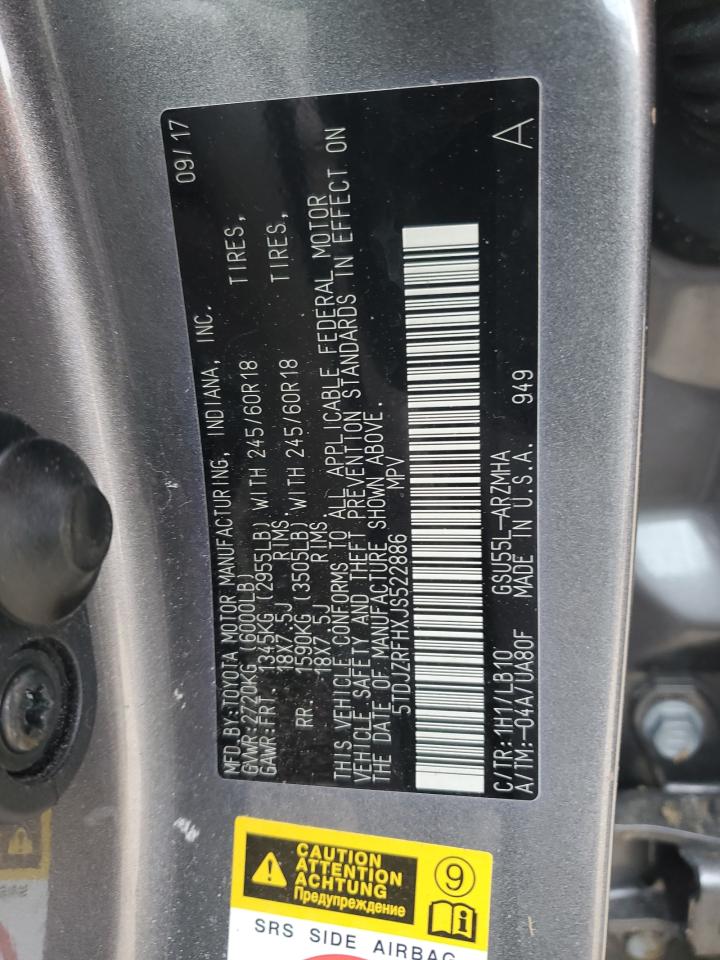 MFD.BY:TOYOTA MOTOR MANUFACTURING, INDIANA, INC. 09/17
GVWR:2720KG (6000LB)
GAWR:FRT. 1345KG (2955LB) WITH 245/60R18 TIRES,
18X7.5J RIMS
RR. 1590KG (3505LB) WITH 245/60R18 TIRES,
18X7.5J RIMS
THIS VEHICLE CONFORMS TO ALL APPLICABLE FEDERAL MOTOR
VEHICLE SAFETY AND THEFT PREVENTION STANDARDS IN EFFECT ON
THE DATE OF MANUFACTURE SHOWN ABOVE.
5TDJZRFHXJS522886 MPV
C/TR:1H1/LB10 GSU55L-ARZMHA 949
A/TM:-04A/UA80F MADE IN U.S.A. A
CAUTION
ATTENTION
ACHTUNG
Предупреждение
9
i
SRS SIDE AIRBAG